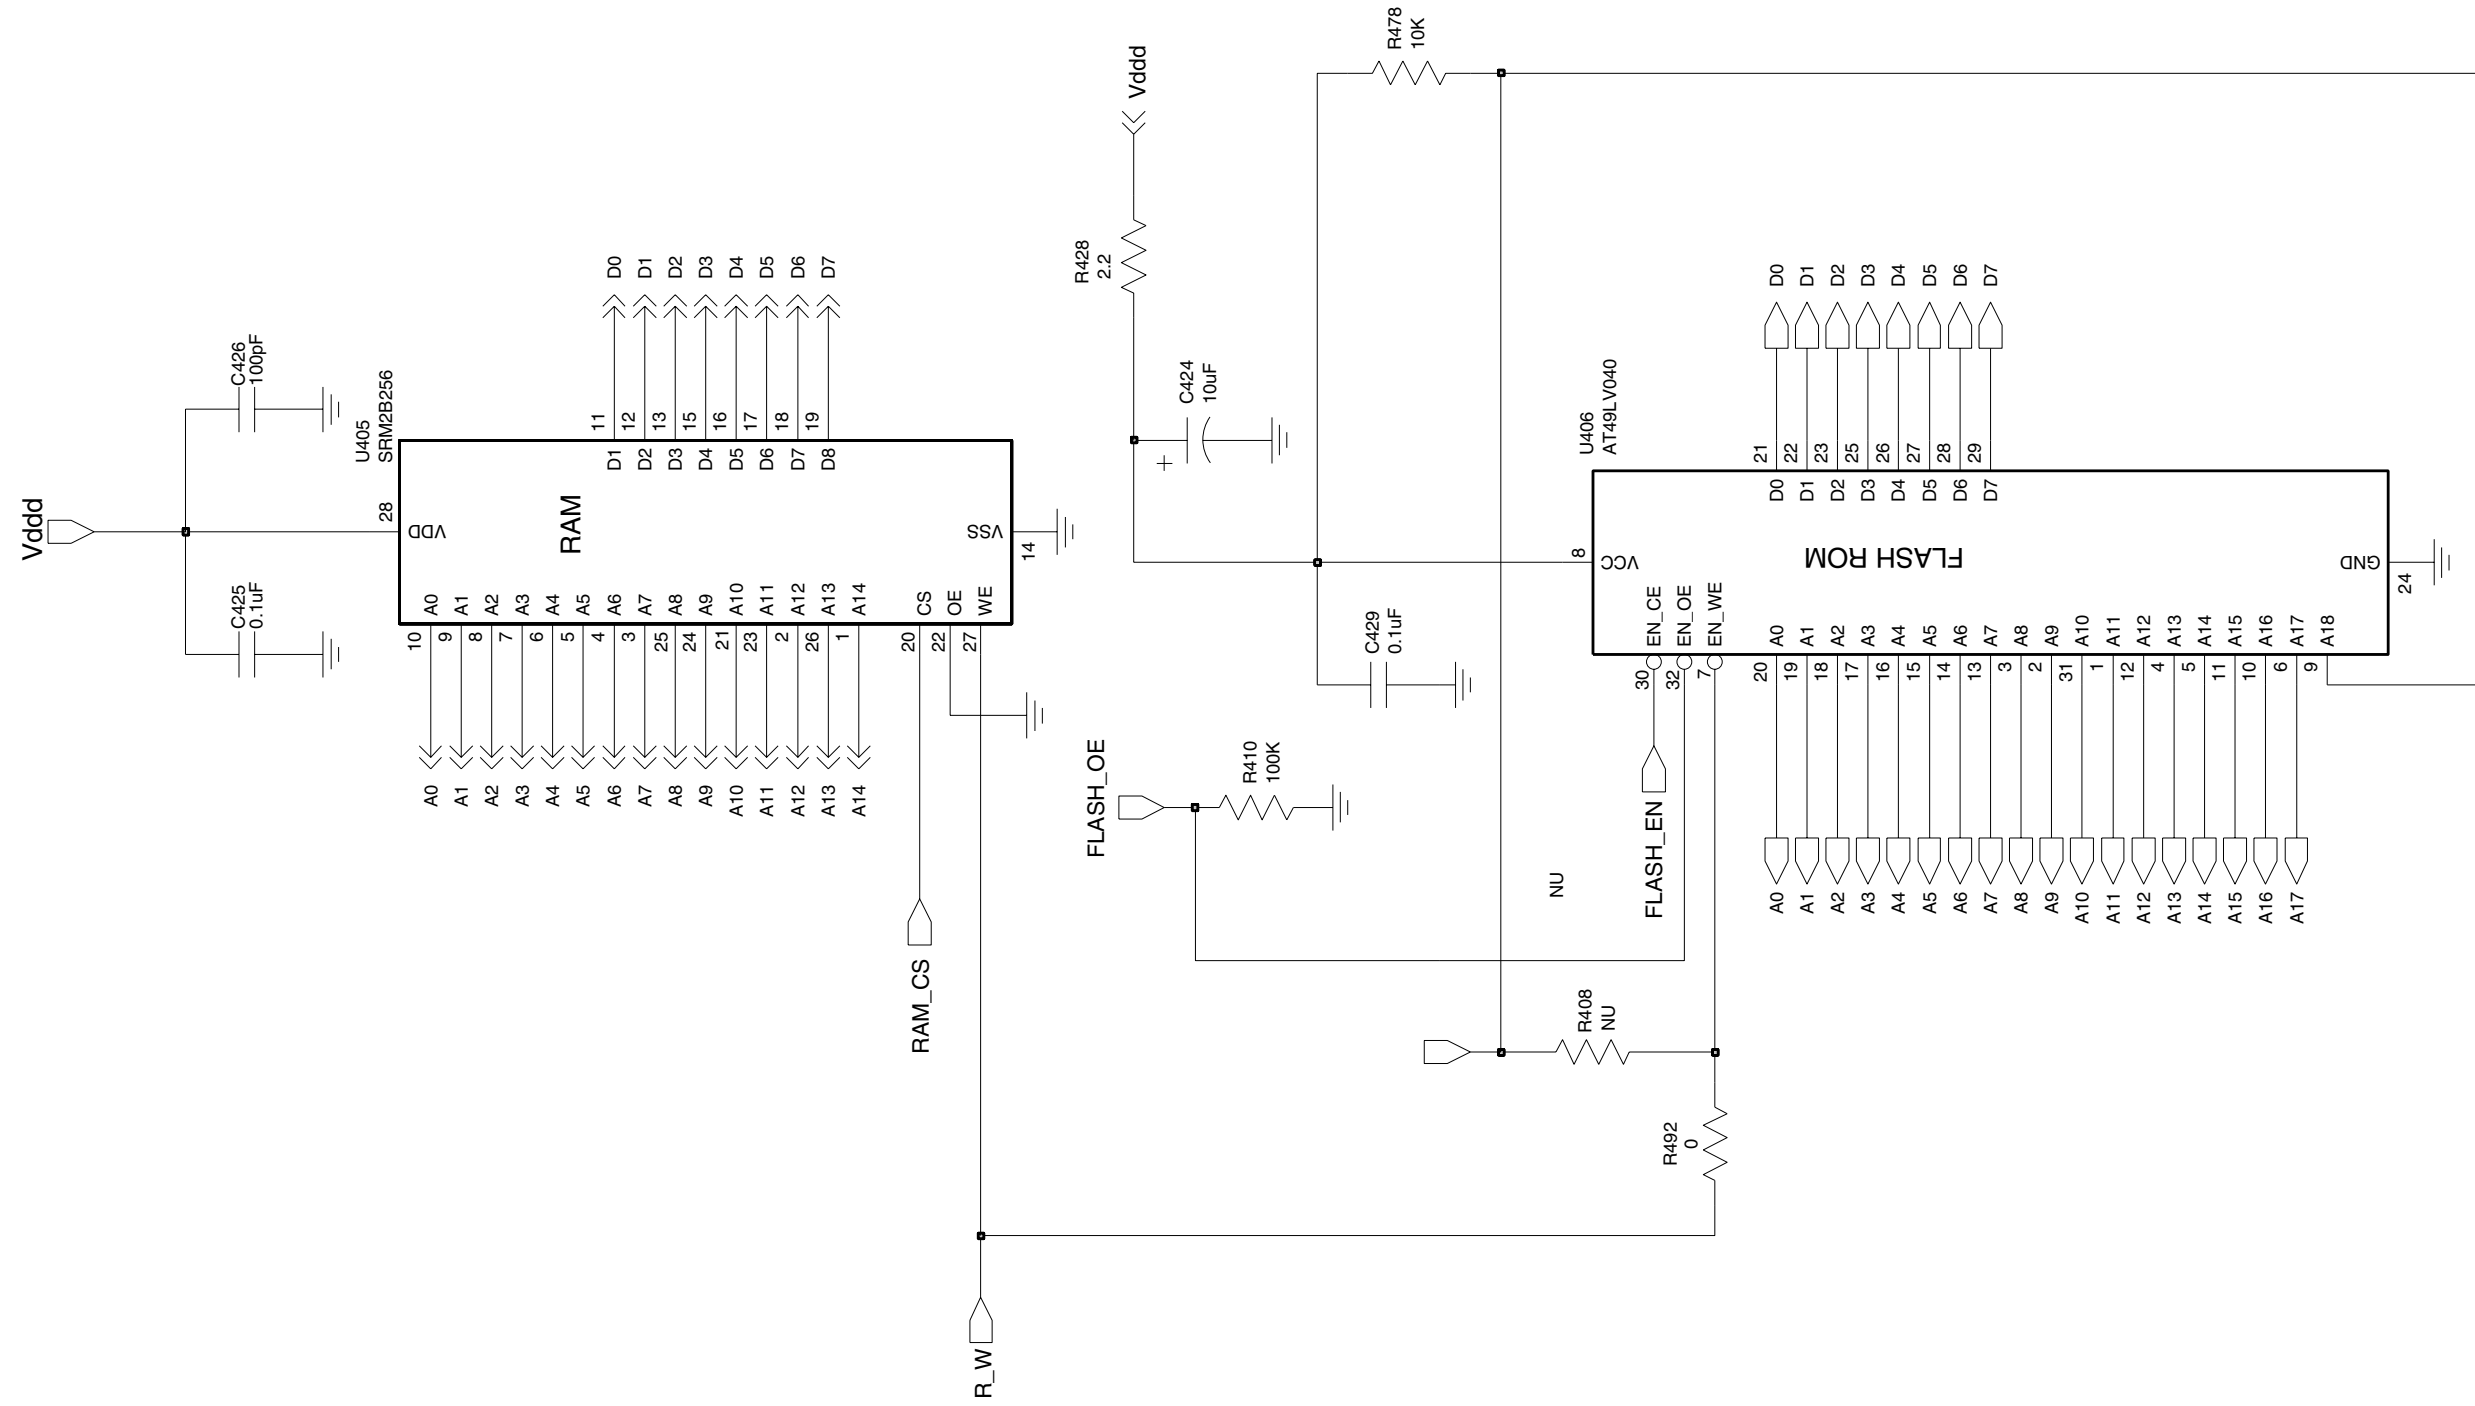 Vddd
C425
0.1uF
C426
100pF
U405
SRM2B256
28
VDD
RAM
VSS
14
10 A0
9 A1
8 A2
7 A3
6 A4
5 A5
4 A6
3 A7
25 A8
24 A9
21 A10
23 A11
2 A12
26 A13
1 A14
20 CS
22 OE
27 WE
D1 11 D0
D2 12 D1
D3 13 D2
D4 15 D3
D5 16 D4
D6 17 D5
D7 18 D6
D8 19 D7
A0
A1
A2
A3
A4
A5
A6
A7
A8
A9
A10
A11
A12
A13
A14
RAM_CS
R_W
Vddd
R428
2.2
C424
10uF
+
R478
10K
C429
0.1uF
FLASH_OE
R410
100K
NU
R408
NU
R492
0
FLASH_EN
U406
AT49LV040
8
VCC
FLASH ROM
GND
24
30 EN_CE
32 EN_OE
7 EN_WE
20 A0
19 A1
18 A2
17 A3
16 A4
15 A5
14 A6
13 A7
3 A8
2 A9
31 A10
1 A11
12 A12
4 A13
5 A14
11 A15
10 A16
6 A17
9 A18
D0 21 D0
D1 22 D1
D2 23 D2
D3 25 D3
D4 26 D4
D5 27 D5
D6 28 D6
D7 29 D7
A0
A1
A2
A3
A4
A5
A6
A7
A8
A9
A10
A11
A12
A13
A14
A15
A16
A17